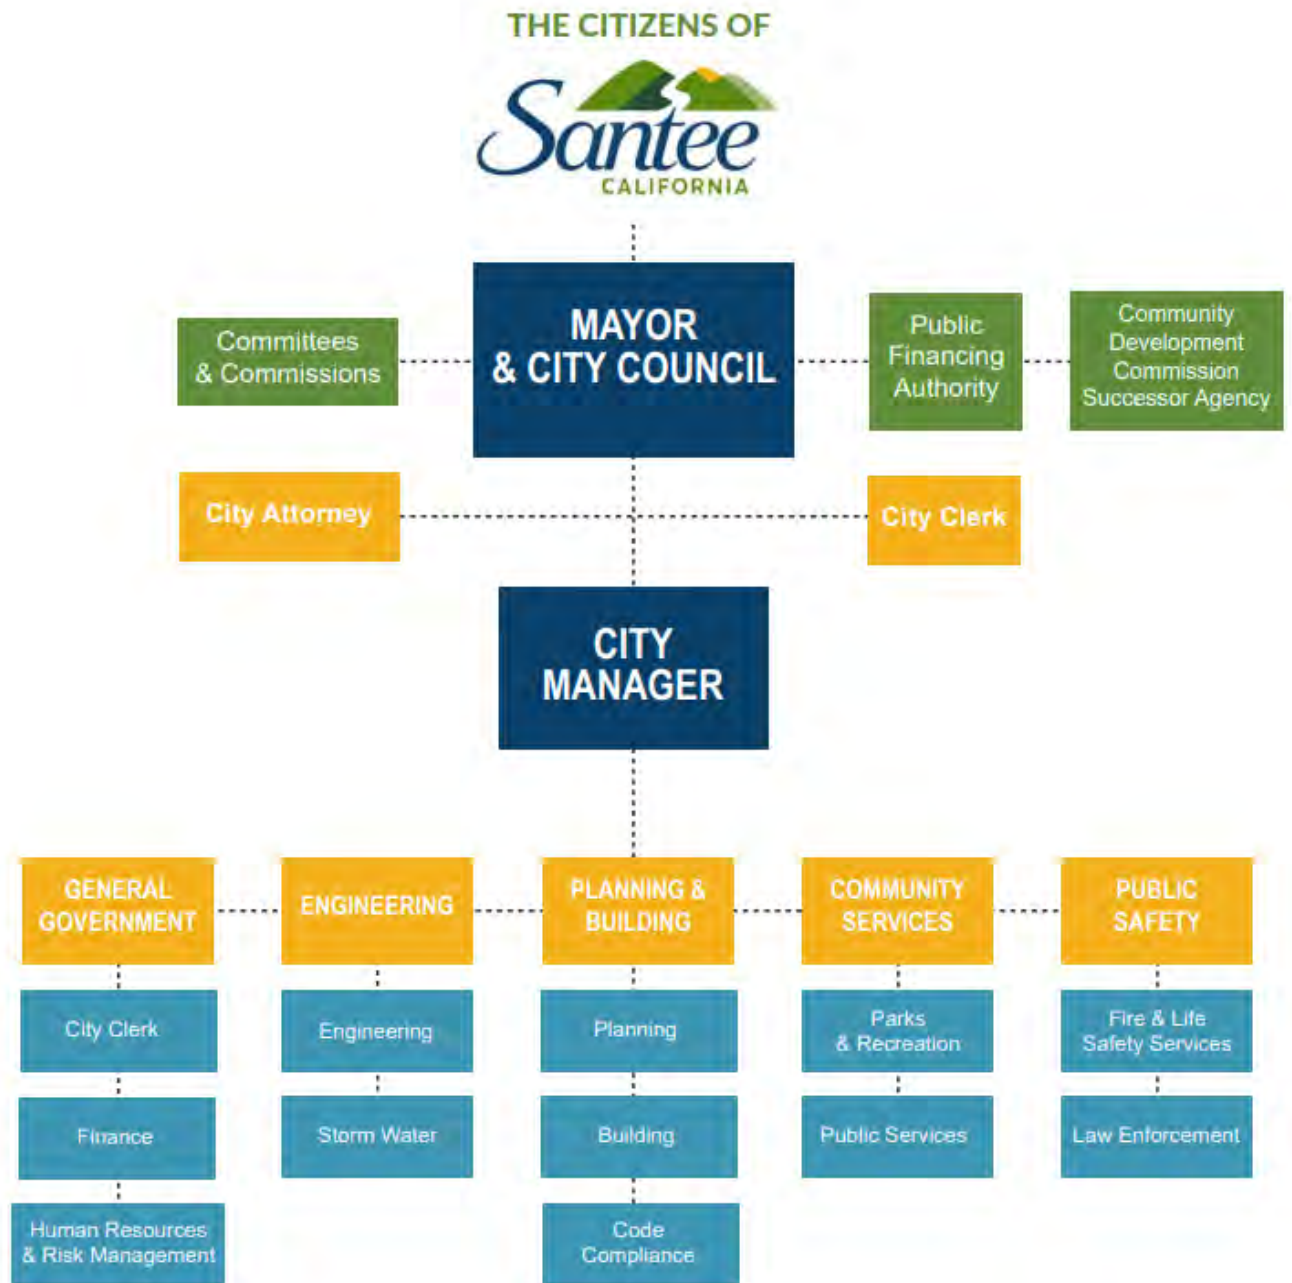 THE CITIZENS OF
Santee
CALIFORNIA
MAYOR
& CITY COUNCIL
Committees
& Commissions
Public
Financing
Authority
Community
Development
Commission
Successor Agency
City Attorney
City Clerk
CITY
MANAGER
GENERAL
GOVERNMENT
ENGINEERING
PLANNING &
BUILDING
COMMUNITY
SERVICES
PUBLIC
SAFETY
City Clerk
Engineering
Planning
Parks
& Recreation
Fire & Life
Safety Services
Finance
Storm Water
Building
Public Services
Law Enforcement
Human Resources
& Risk Management
Code
Compliance